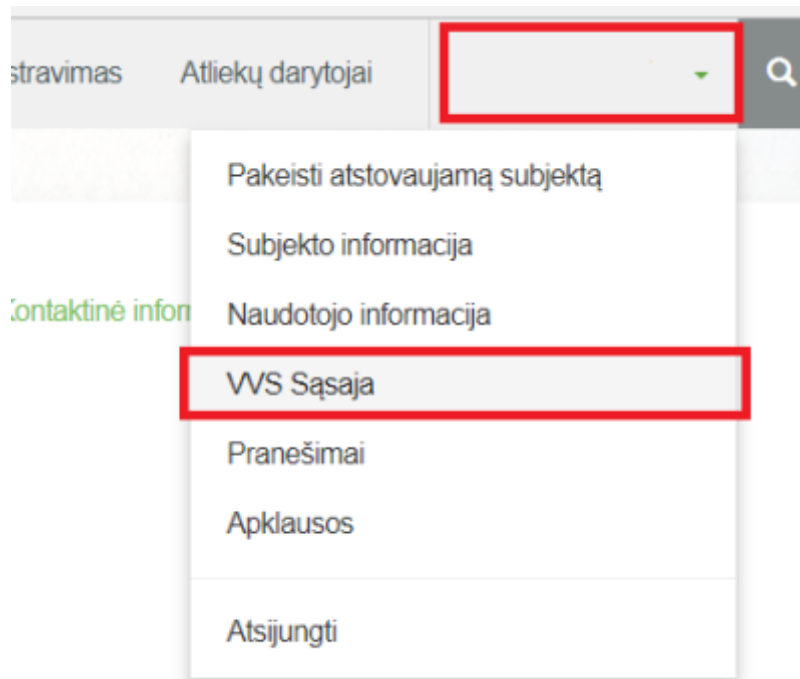 stravimas Atliekų darytojai
Pakeisti atstovaujamą subjektą
Subjekto informacija
Kontaktinė infor
Naudotojo informacija
VVS Sąsaja
Pranešimai
Apklausos
Atsijungti